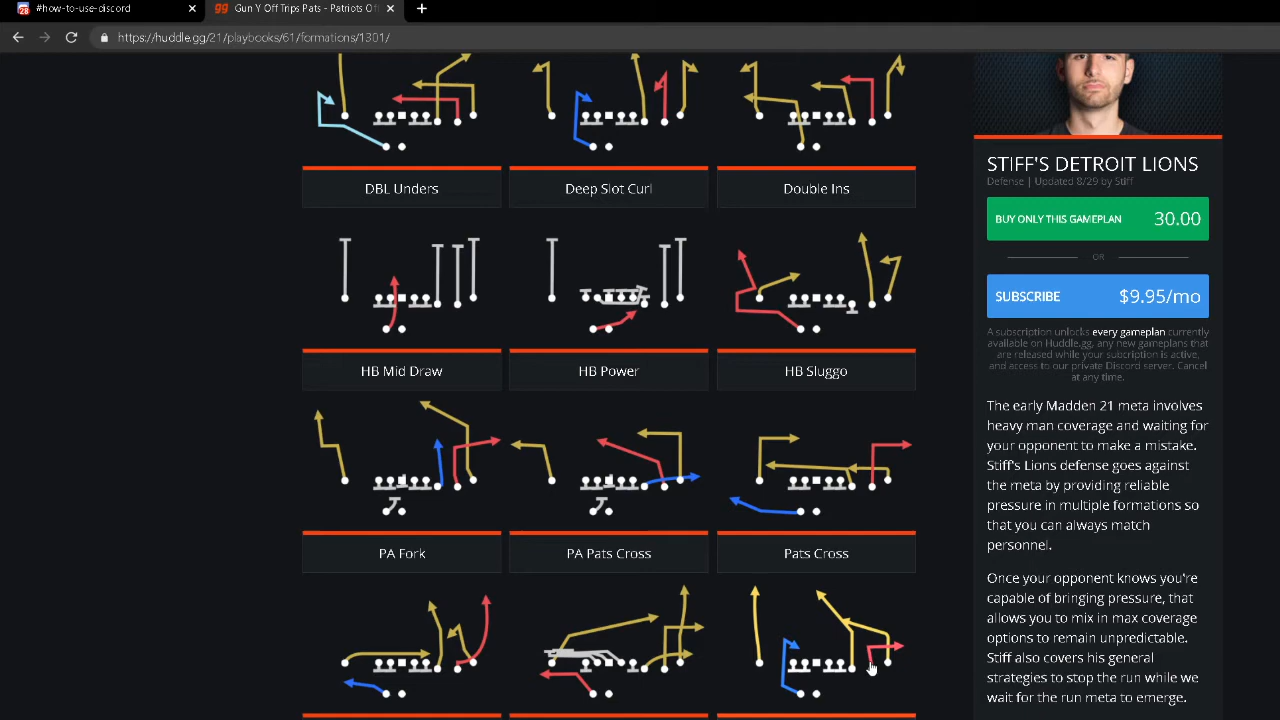 #how-to-use-discord
Gun Y Off Trips Pats - Patriots Of
https://huddle.gg/21/playbooks/61/formations/1301/
DBL Unders
Deep Slot Curl
Double Ins
HB Mid Draw
HB Power
HB Sluggo
PA Fork
PA Pats Cross
Pats Cross
STIFF'S DETROIT LIONS
Defense | Updated 8/29 by Stiff
BUY ONLY THIS GAMEPLAN 30.00
OR
SUBSCRIBE $9.95/mo
A subscription unlocks every gameplan currently
available on Huddle.gg, any new gameplans that
are released while your subcription is active,
and access to our private Discord server. Cancel
at any time.
The early Madden 21 meta involves
heavy man coverage and waiting for
your opponent to make a mistake.
Stiff's Lions defense goes against
the meta by providing reliable
pressure in multiple formations so
that you can always match
personnel.
Once your opponent knows you're
capable of bringing pressure, that
allows you to mix in max coverage
options to remain unpredictable.
Stiff also covers his general
strategies to stop the run while we
wait for the run meta to emerge.